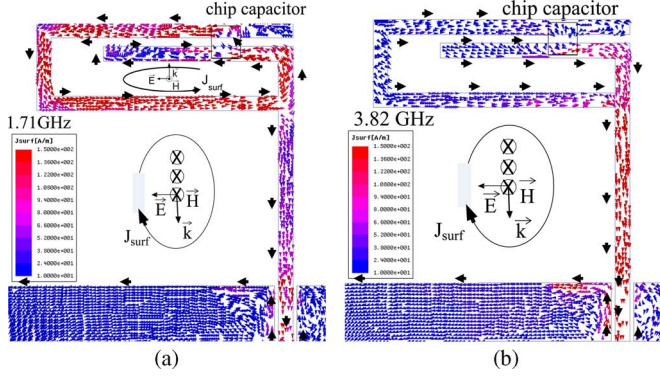 chip capacitor
k
E
H
J
surf
1.71GHz
Jsurf[A/m]
1.5000e+002
1.3600e+002
1.2200e+002
1.0800e+002
9.4000e+001
8.0000e+001
6.6000e+001
5.2000e+001
3.8000e+001
2.4000e+001
1.0000e+001
E
H
Jsurf
k
(a)
chip capacitor
3.82 GHz
Jsurf[A/m]
1.5000e+002
1.3600e+002
1.2200e+002
1.0800e+002
9.4000e+001
8.0000e+001
6.6000e+001
5.2000e+001
3.8000e+001
2.4000e+001
1.0000e+001
E
H
Jsurf
k
(b)